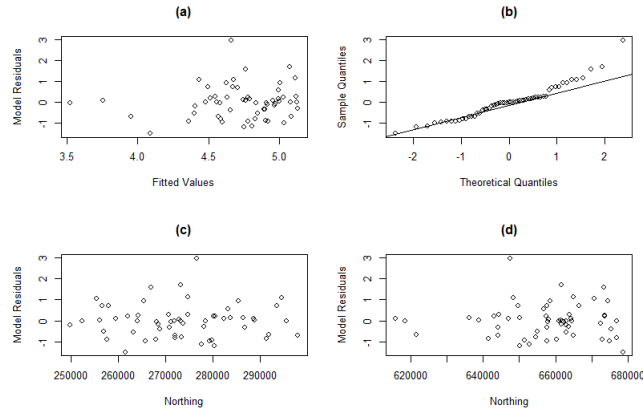 (a)
Model Residuals
3
2
1
0
-1
3.5 4.0 4.5 5.0
Fitted Values
(b)
Sample Quantiles
3
2
1
0
-1
-2 -1 0 1 2
Theoretical Quantiles
(c)
Model Residuals
3
2
1
0
-1
250000 260000 270000 280000 290000
Northing
(d)
Model Residuals
3
2
1
0
-1
620000 640000 660000 680000
Northing